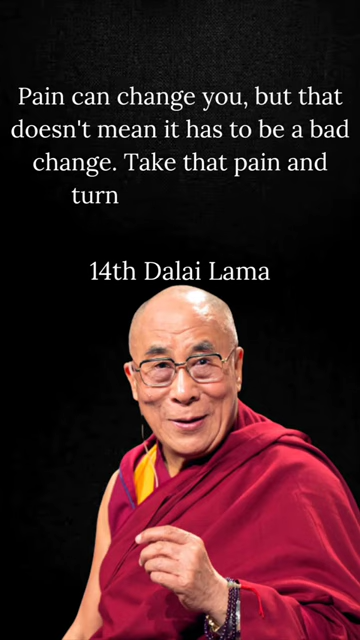 Pain can change you, but that
doesn't mean it has to be a bad
change. Take that pain and
turn
14th Dalai Lama